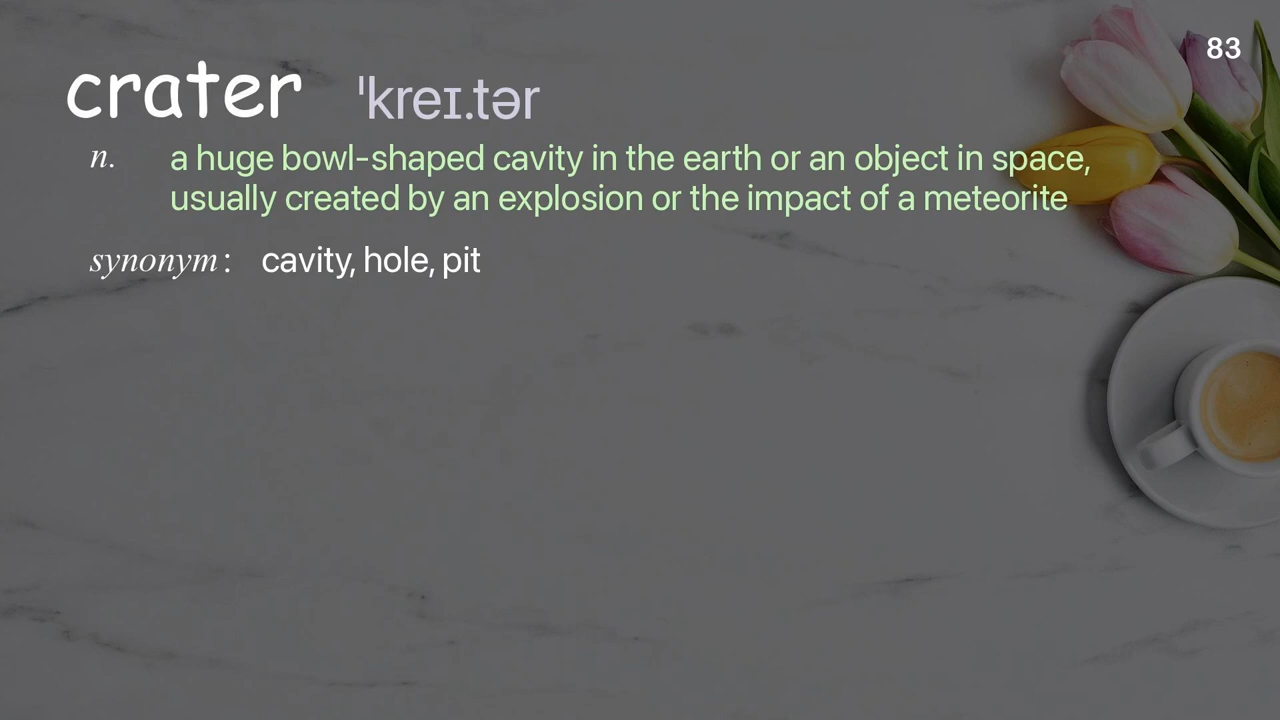 83
crater ˈkreɪ.tər
n. a huge bowl-shaped cavity in the earth or an object in space,
usually created by an explosion or the impact of a meteorite
synonym: cavity, hole, pit